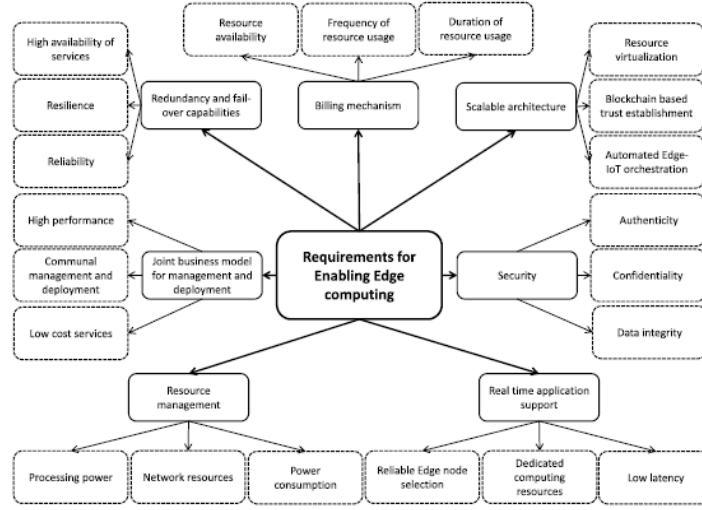 High availability of
services
Resource
availability
Frequency of
resource usage
Duration of
resource usage
Resource
virtualization
Resilience
Redundancy and fail-
over capabilities
Billing mechanism
Scalable architecture
Blockchain based
trust establishment
Reliability
Automated Edge-
IoT orchestration
High performance
Authenticity
Communal
management and
deployment
Joint business model
for management and
deployment
Requirements for
Enabling Edge
computing
Security
Confidentiality
Low cost services
Data integrity
Resource
management
Real time application
support
Processing power
Network resources
Power
consumption
Reliable Edge node
selection
Dedicated
computing
resources
Low latency